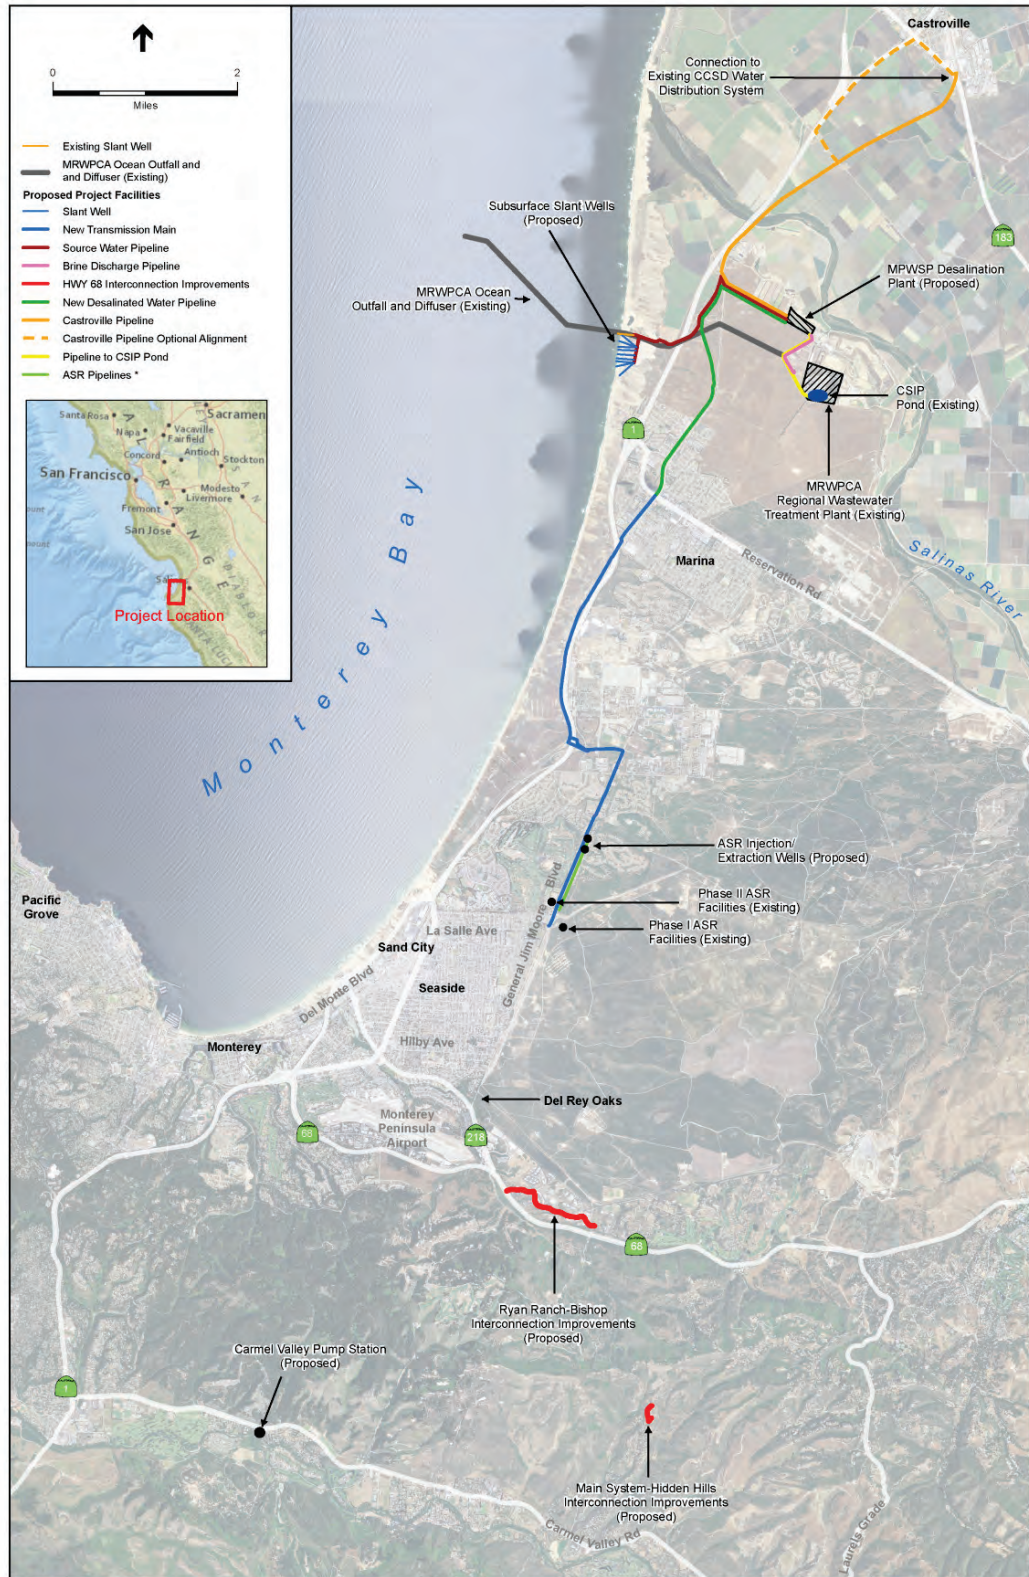 0
2
Miles
Existing Slant Well
MRWPCA Ocean Outfall and
and Diffuser (Existing)
Proposed Project Facilities
Slant Well
New Transmission Main
Source Water Pipeline
Brine Discharge Pipeline
HWY 68 Interconnection Improvements
New Desalinated Water Pipeline
Castroville Pipeline
Castroville Pipeline Optional Alignment
Pipeline to CSIP Pond
ASR Pipelines *
Santa Rosa
Sacramen
Napa
Vacaville
Fairfield
Concord
Antioch
Stockton
San Francisco
Modesto
Livermore
Fremont
San Jose
Project Location
Castroville
Connection to
Existing CCSD Water
Distribution System
183
Subsurface Slant Wells
(Proposed)
MPWSP Desalination
Plant (Proposed)
MRWPCA Ocean
Outfall and Diffuser (Existing)
CSIP
Pond (Existing)
1
MRWPCA
Regional Wastewater
Treatment Plant (Existing)
Monterey Bay
Salinas River
Marina
Reservation Rd
ASR Injection/
Extraction Wells (Proposed)
Phase II ASR
Facilities (Existing)
Phase I ASR
Facilities (Existing)
General Jim Moore Blvd
Pacific
Grove
La Salle Ave
Sand City
Seaside
Del Monte Blvd
Monterey
Hilby Ave
Del Rey Oaks
Monterey
Peninsula
Airport
68
218
68
Ryan Ranch-Bishop
Interconnection Improvements
(Proposed)
Carmel Valley Pump Station
(Proposed)
1
Main System-Hidden Hills
Interconnection Improvements
(Proposed)
Carmel Valley Rd
Laureles Grade